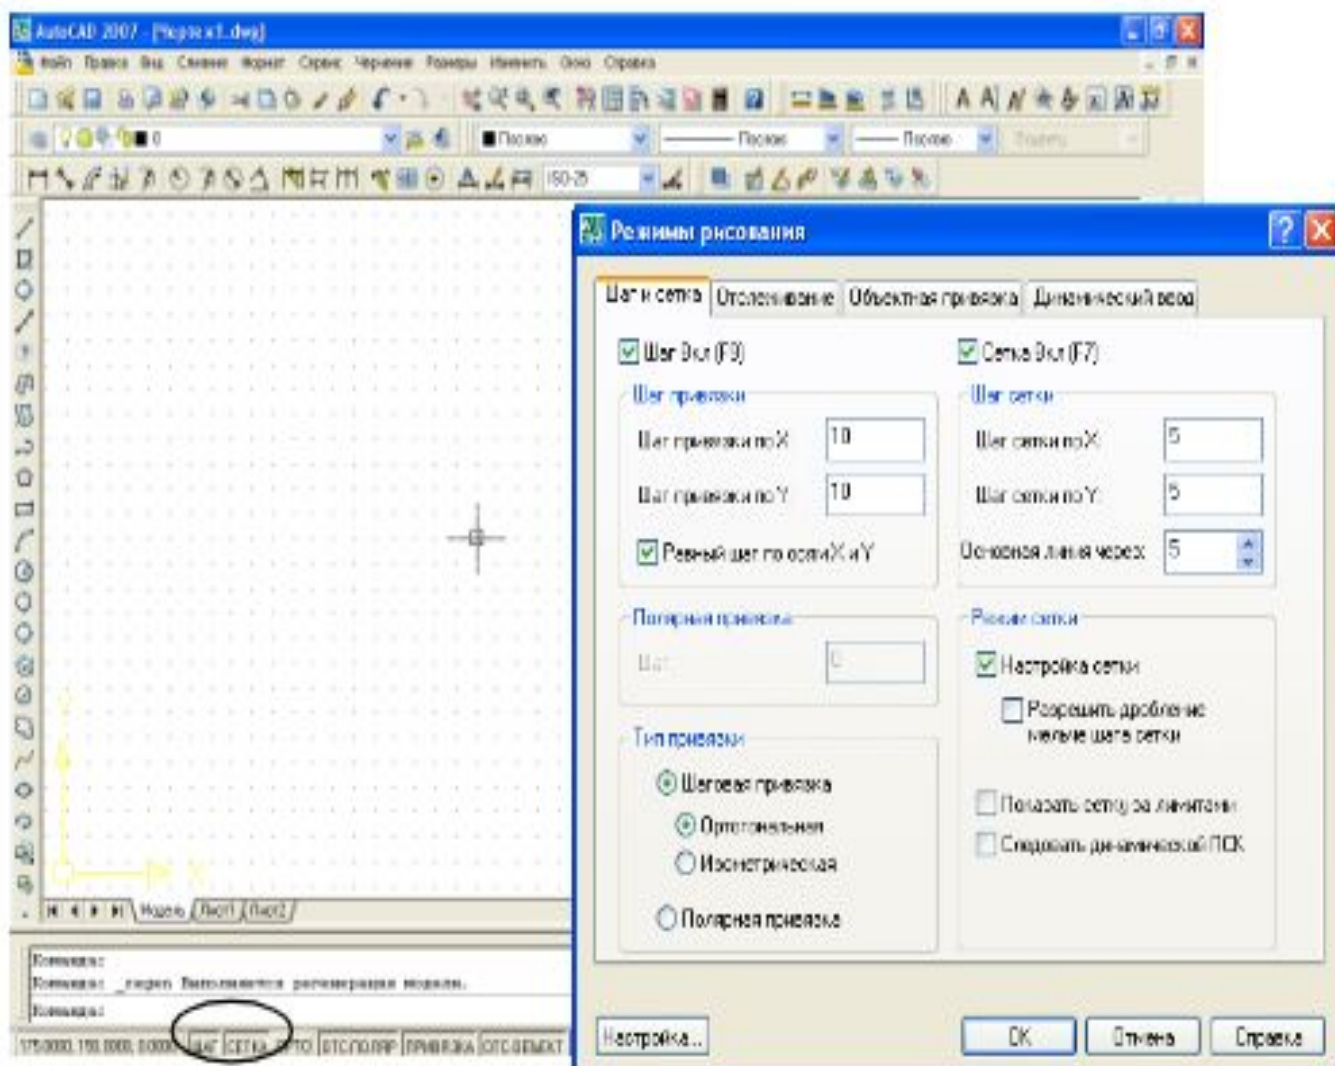 AutoCAD 2007 - [Чертеж1.dwg]
Файл Правка Вид Слияние Формат Сервис Черчение Размеры Изменить Окно Справка
0
Послою
Послою
Послою
ISO-25
Режимы рисования
Шаг и сетка
Отслеживание
Объектная привязка
Динамический ввод
Шаг Вкл (F9)
Сетка Вкл (F7)
Шаг привязки
Шаг привязки по X:
10
Шаг привязки по Y:
10
Равный шаг по осям X и Y
Шаг сетки
Шаг сетки по X:
5
Шаг сетки по Y:
5
Основная линия через:
5
Полярная привязка
Шаг:
0
Тип привязки
Шаговая привязка
Ортогональная
Изометрическая
Полярная привязка
Режим сетки
Настройка сетки
Разрешить дробление
мельче шага сетки
Показать сетку за лимитами
Следовать динамической ПСК
Y
X
Модель
Лист1
Лист2
Команда:
Команда: _regen Выполняется регенерация модели.
Команда:
ШАГ СЕТКА ОРТО ОТС-ПОЛЯР ПРИВЯЗКА ОТС-ОБЪЕКТ
Настройка...
OK
Отмена
Справка